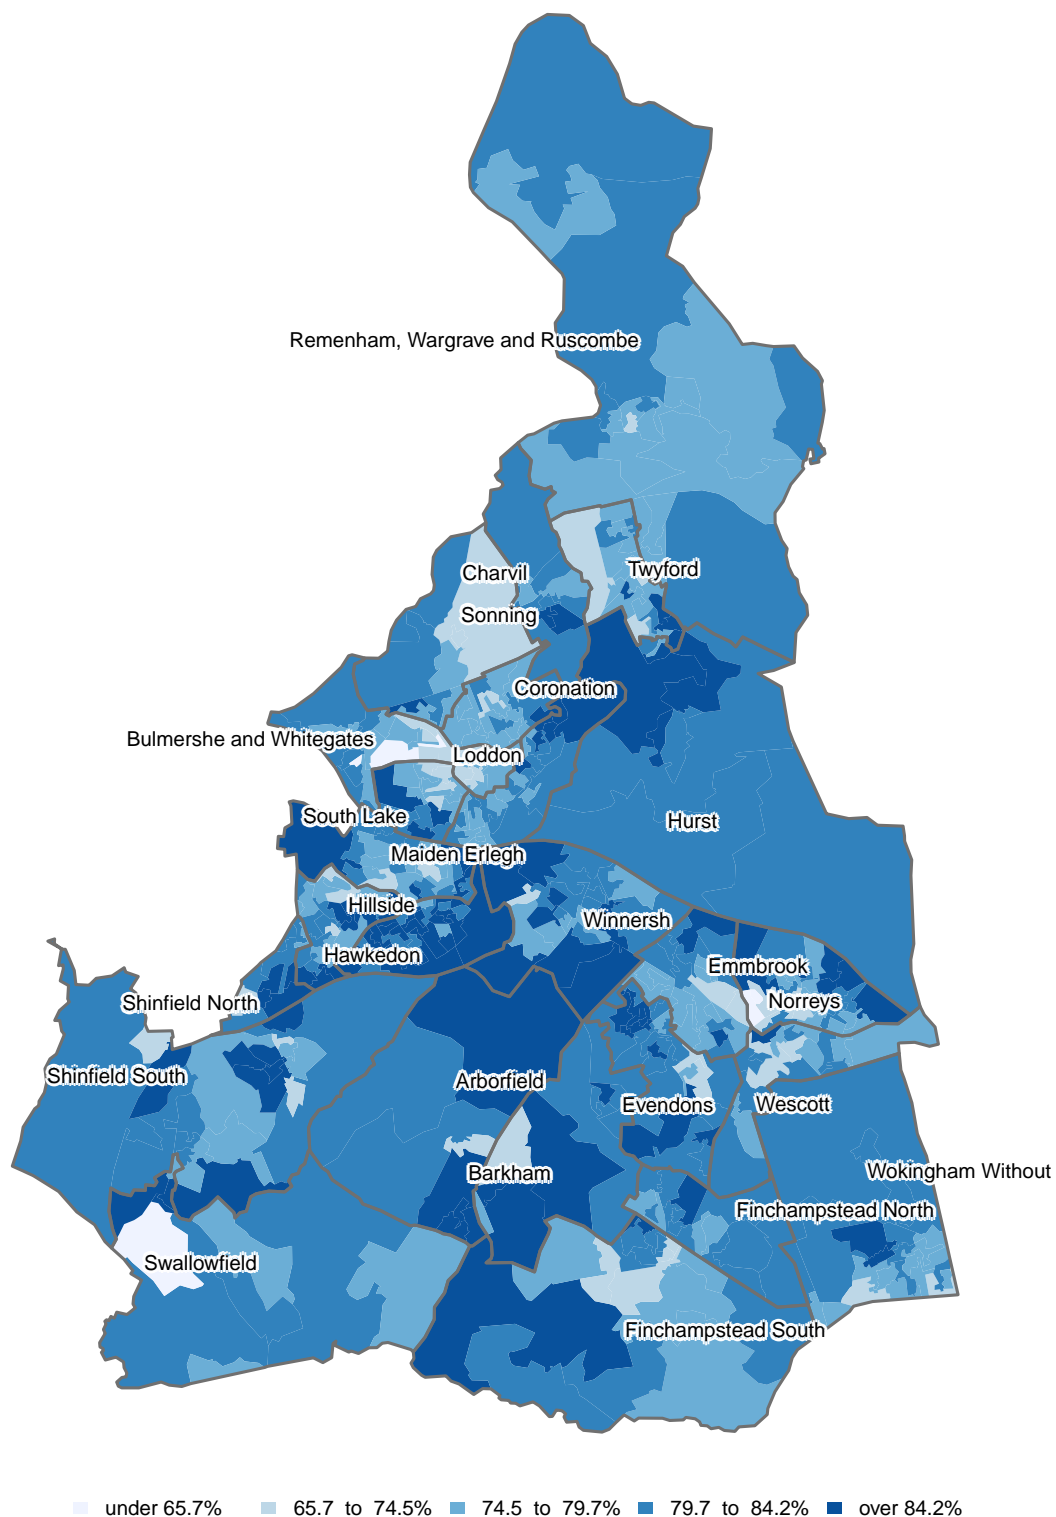 Remenham, Wargrave and Ruscombe
Charvil
Twyford
Sonning
Coronation
Bulmershe and Whitegates
Loddon
South Lake
Hurst
Maiden Erlegh
Hillside
Winnersh
Hawkedon
Emmbrook
Shinfield North
Norreys
Shinfield South
Arborfield
Evendons
Wescott
Barkham
Wokingham Without
Finchampstead North
Swallowfield
Finchampstead South
under 65.7% 65.7 to 74.5% 74.5 to 79.7% 79.7 to 84.2% over 84.2%